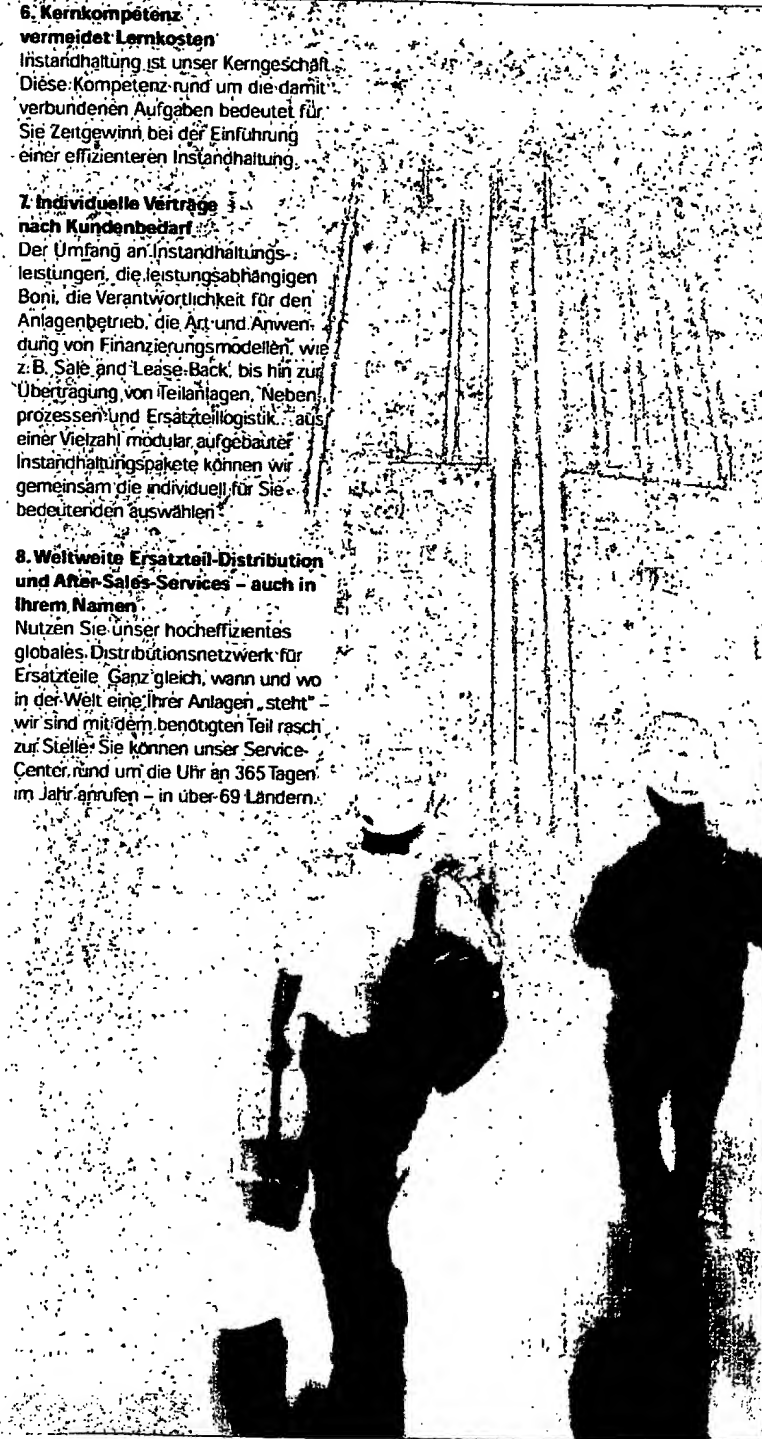 6. Kernkompetenz
vermeidet Lernkosten
Instandhaltung ist unser Kerngeschäft.
Diese Kompetenz rund um die damit
verbundenen Aufgaben bedeutet für
Sie Zeitgewinn bei der Einführung
einer effizienteren Instandhaltung.
7. Individuelle Verträge
nach Kundenbedarf
Der Umfang an Instandhaltungs-
leistungen, die leistungsabhängigen
Boni, die Verantwortlichkeit für den
Anlagenbetrieb, die Art und Anwen-
dung von Finanzierungsmodellen, wie
z. B. Sale and Lease Back, bis hin zur
Übertragung von Teilanlagen, Neben-
prozessen und Ersatzteillogistik... aus
einer Vielzahl modular aufgebauter
Instandhaltungspakete können wir
gemeinsam die individuell für Sie
bedeutenden auswählen.
8. Weltweite Ersatzteil-Distribution
und After-Sales-Services – auch in
Ihrem Namen
Nutzen Sie unser hocheffizientes
globales Distributionsnetzwerk für
Ersatzteile. Ganz gleich, wann und wo
in der Welt eine Ihrer Anlagen „steht" –
wir sind mit dem benötigten Teil rasch
zur Stelle. Sie können unser Service-
Center rund um die Uhr an 365 Tagen
im Jahr anrufen – in über 69 Ländern.